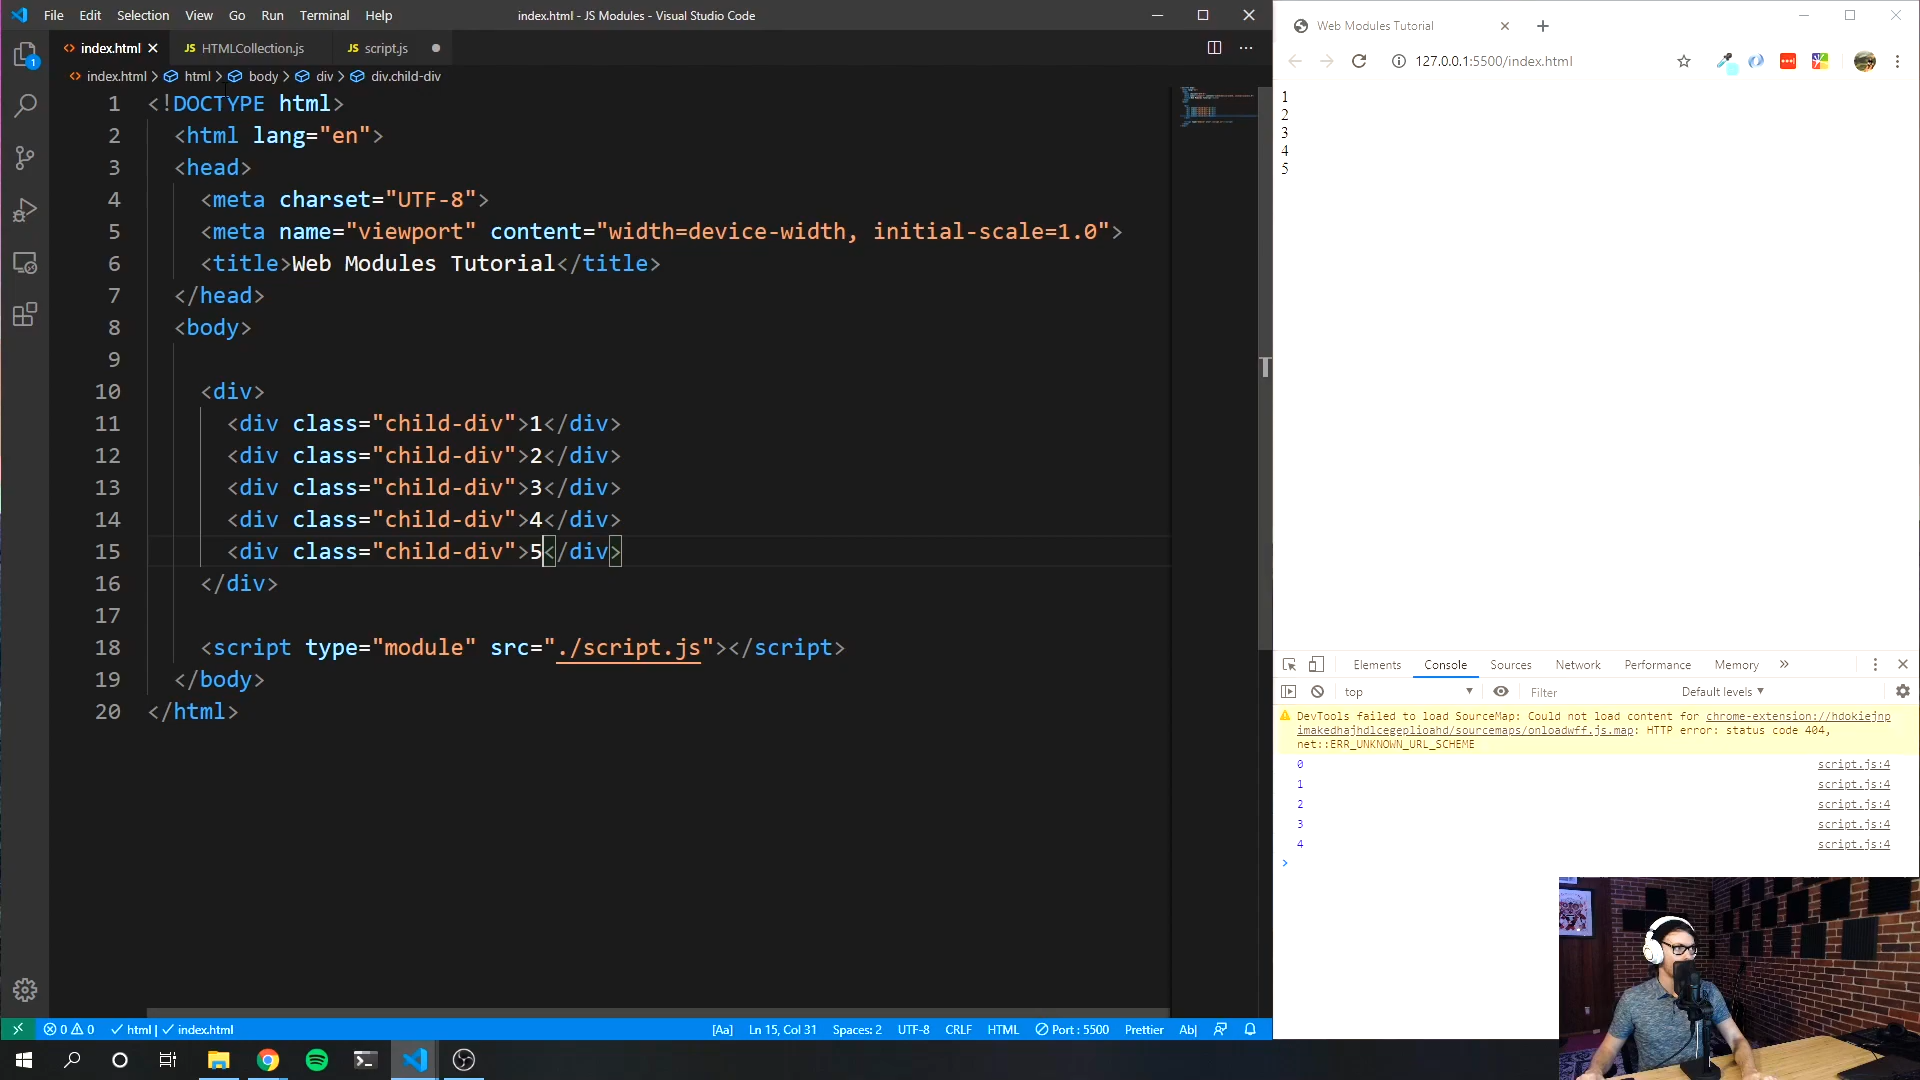 File Edit Selection View Go Run Terminal Help
index.html - JS Modules - Visual Studio Code
index.html
HTMLCollection.js
script.js
index.html > html > body > div > div.child-div
1 <!DOCTYPE html>
2 <html lang="en">
3 <head>
4 <meta charset="UTF-8">
5 <meta name="viewport" content="width=device-width, initial-scale=1.0">
6 <title>Web Modules Tutorial</title>
7 </head>
8 <body>
9
10 <div>
11 <div class="child-div">1</div>
12 <div class="child-div">2</div>
13 <div class="child-div">3</div>
14 <div class="child-div">4</div>
15 <div class="child-div">5</div>
16 </div>
17
18 <script type="module" src="./script.js"></script>
19 </body>
20 </html>
0 0 html | index.html
[Aa] Ln 15, Col 31 Spaces: 2 UTF-8 CRLF HTML Port : 5500 Prettier Ab|
Web Modules Tutorial
127.0.0.1:5500/index.html
1
2
3
4
5
Elements Console Sources Network Performance Memory »
top Filter Default levels
DevTools failed to load SourceMap: Could not load content for chrome-extension://hdokiejnp
imakedhajhdlcegeplioahd/sourcemaps/onloadwff.js.map: HTTP error: status code 404,
net::ERR_UNKNOWN_URL_SCHEME
0 script.js:4
1 script.js:4
2 script.js:4
3 script.js:4
4 script.js:4
>